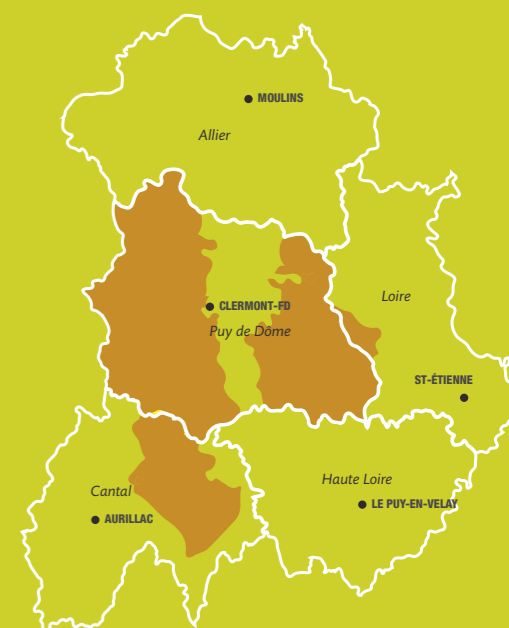 MOULINS
Allier
Loire
CLERMONT-FD
Puy de Dôme
ST-ÉTIENNE
Haute Loire
Cantal
LE PUY-EN-VELAY
AURILLAC